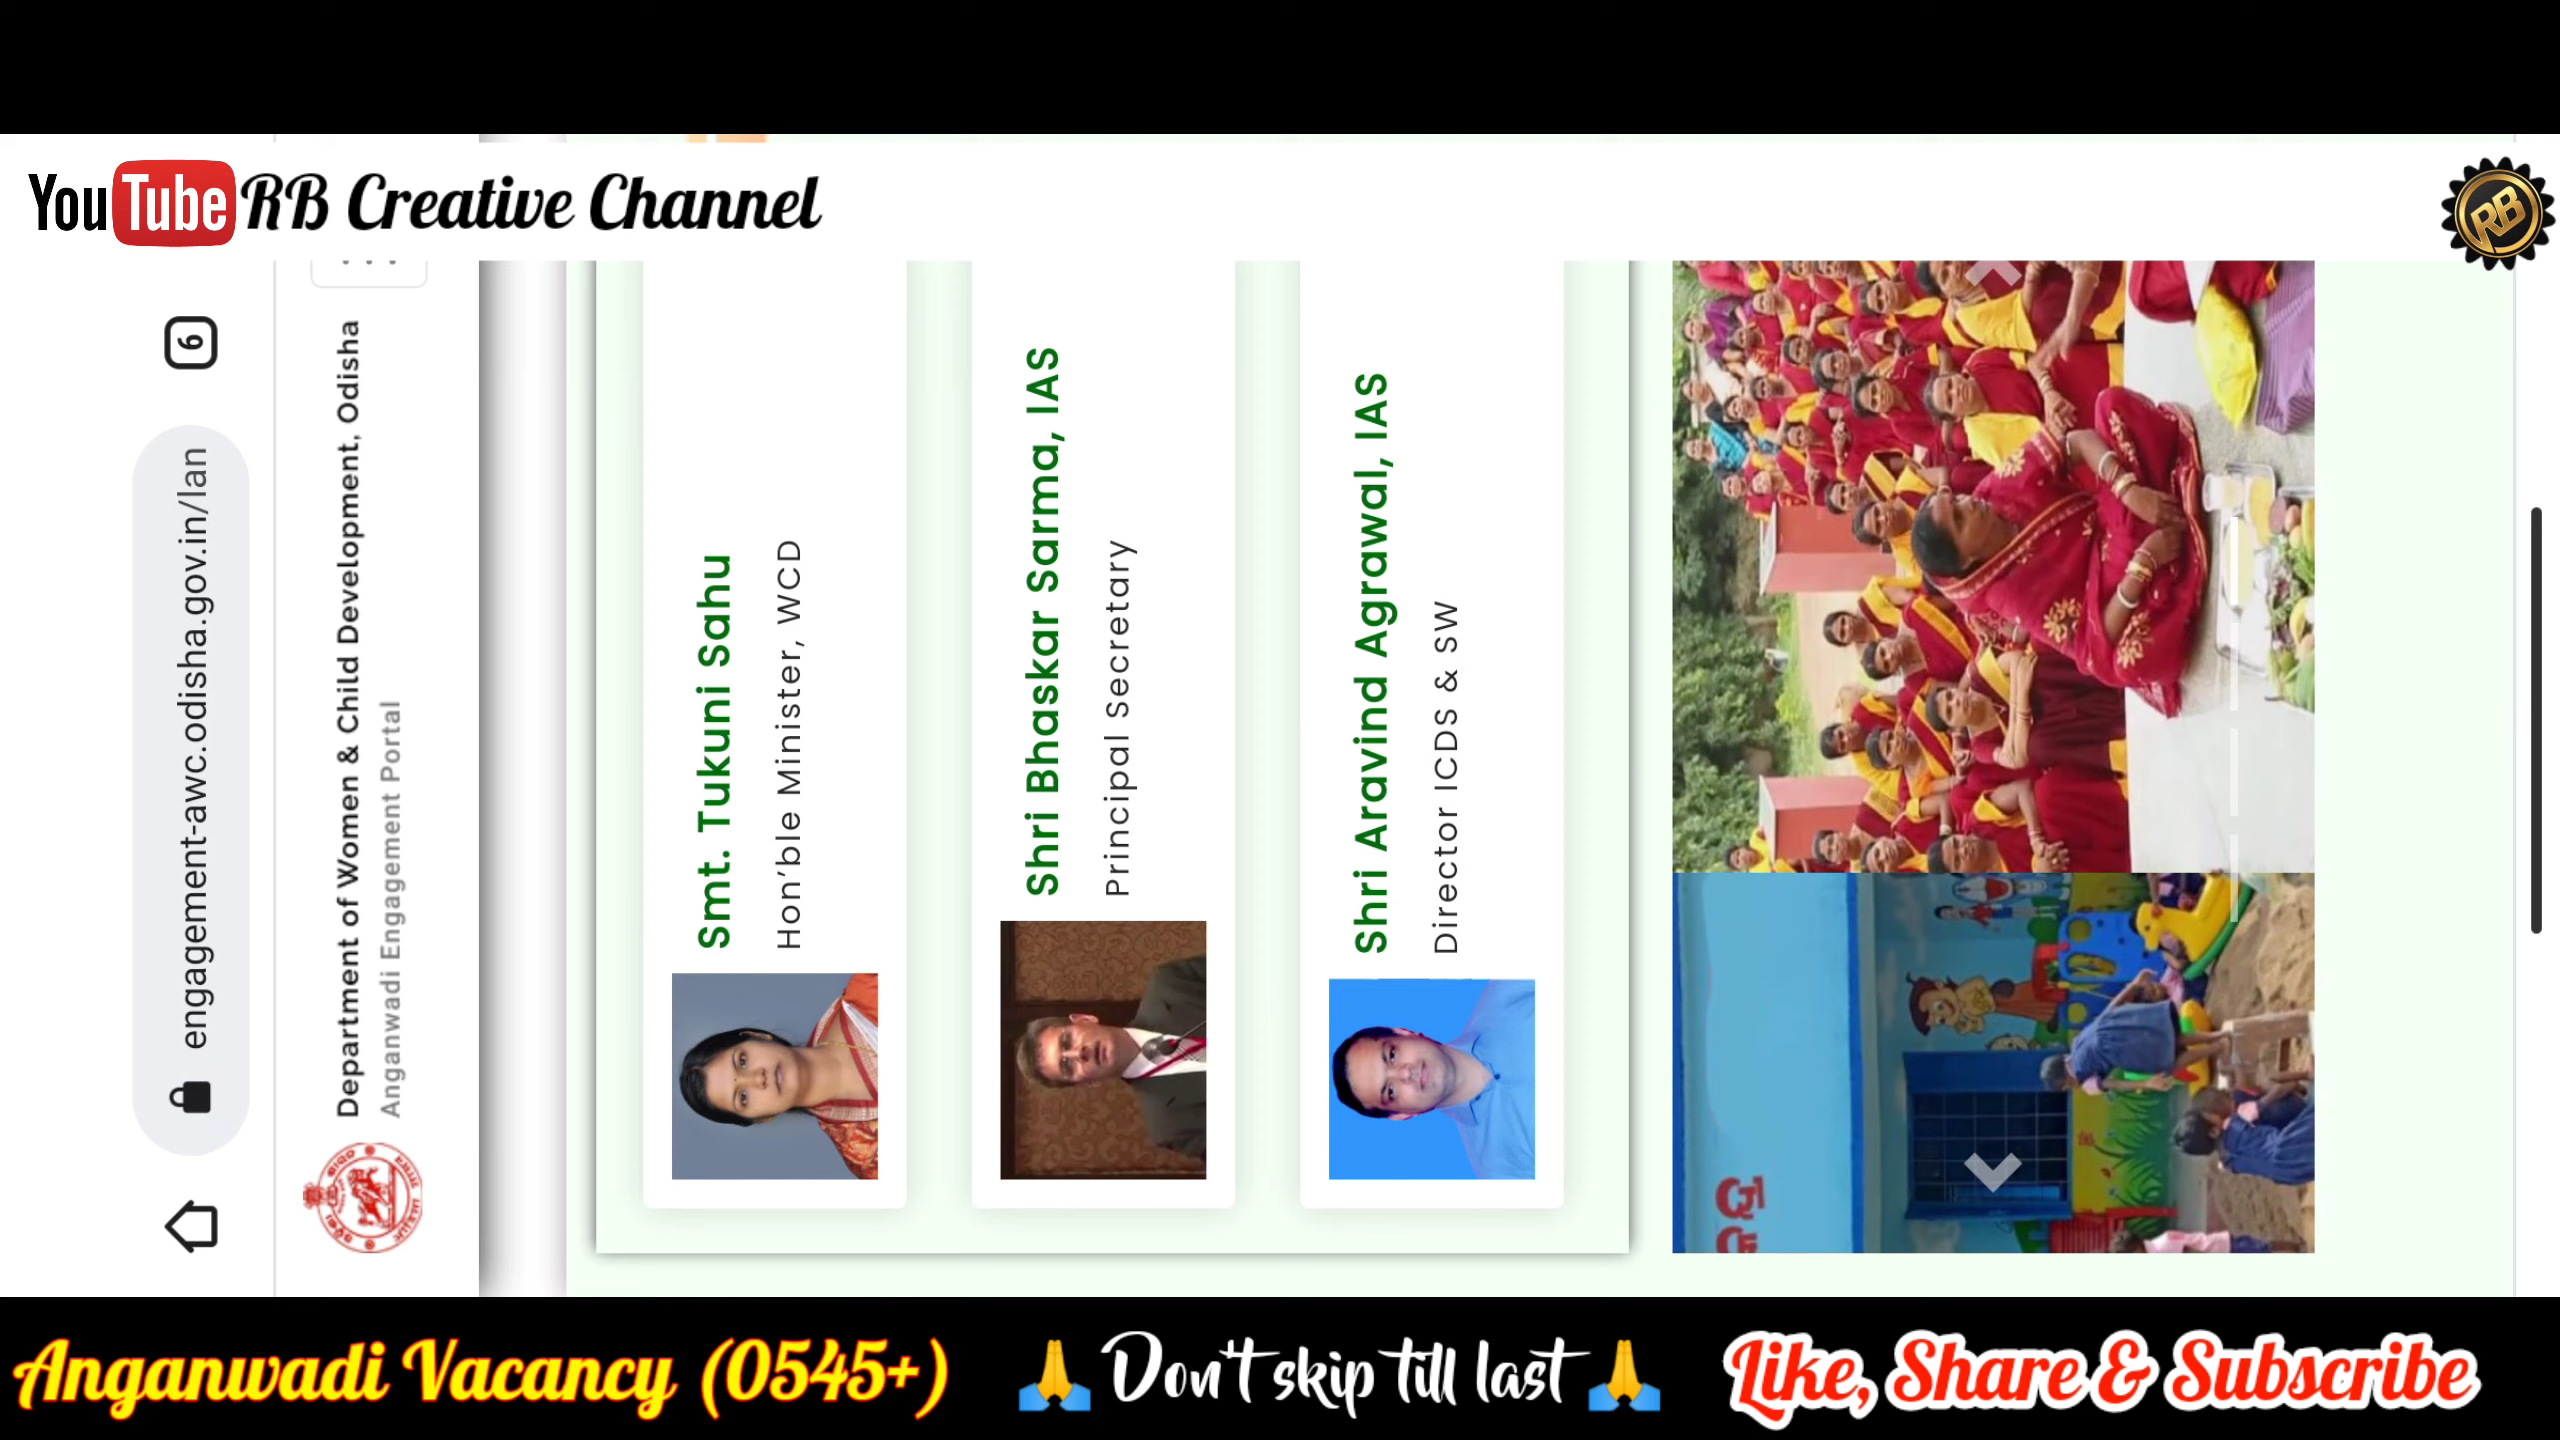 YouTube RB Creative Channel
RB
6
engagement-awc.odisha.gov.in/lan
Department of Women & Child Development, Odisha
Anganwadi Engagement Portal
Smt. Tukuni Sahu
Hon'ble Minister, WCD
Shri Bhaskar Sarma, IAS
Principal Secretary
Shri Aravind Agrawal, IAS
Director ICDS & SW
Anganwadi Vacancy (0545+)
🙏Don't skip till last🙏
Like, Share & Subscribe